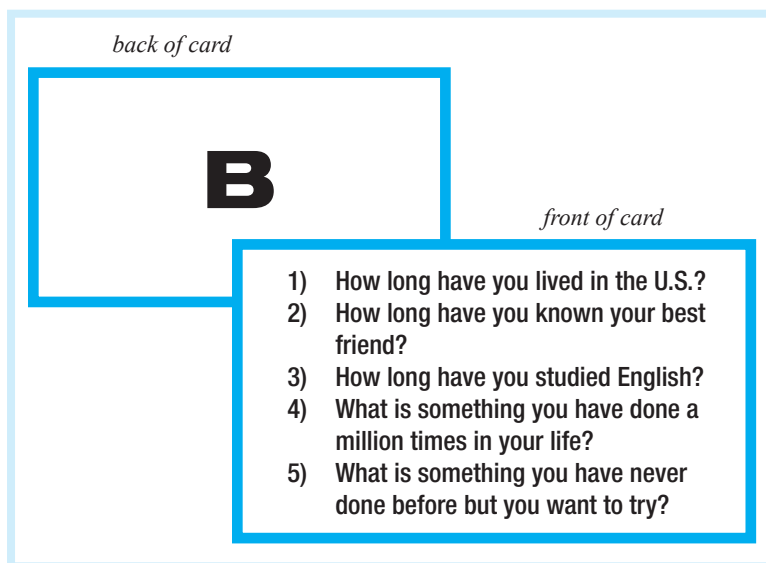 back of card
B
front of card
1) How long have you lived in the U.S.?
2) How long have you known your best
friend?
3) How long have you studied English?
4) What is something you have done a
million times in your life?
5) What is something you have never
done before but you want to try?